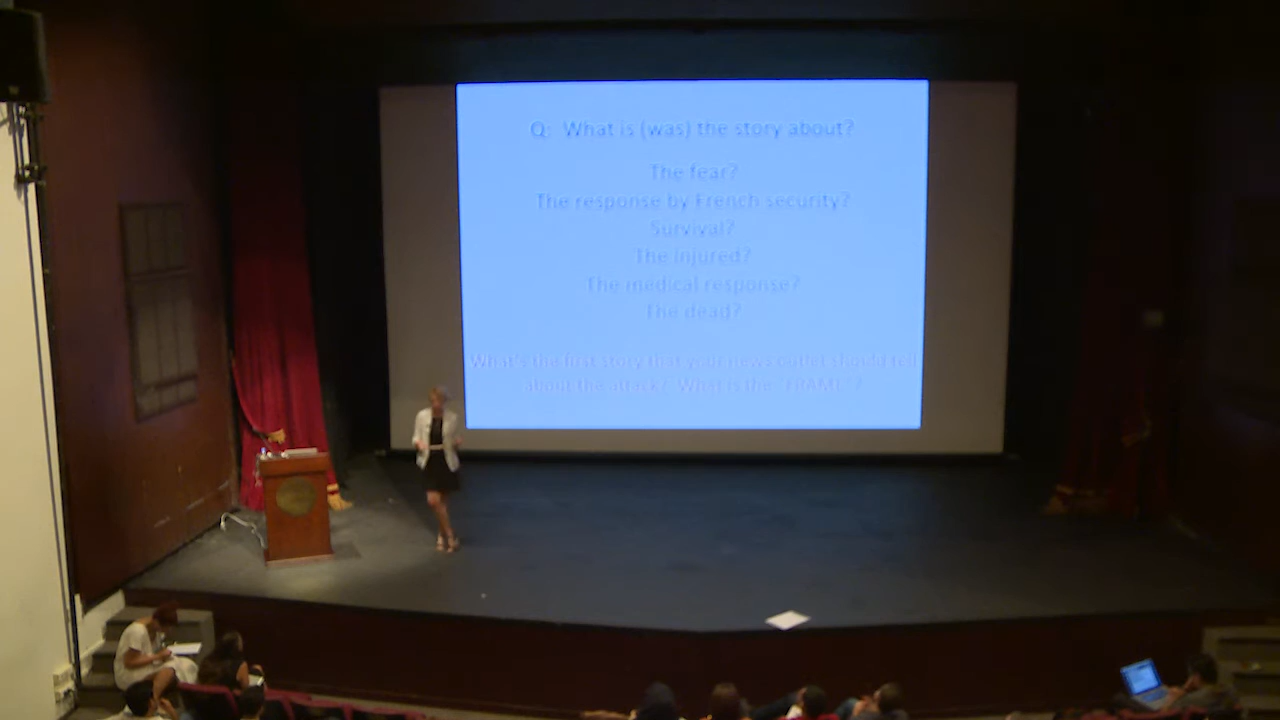 Q: What is (was) the story about?
The fear?
The response by French security?
Survival?
The injured?
The medical response?
The dead?
What's the first story that your news outlet should tell
about the attack? What is the "FRAME"?